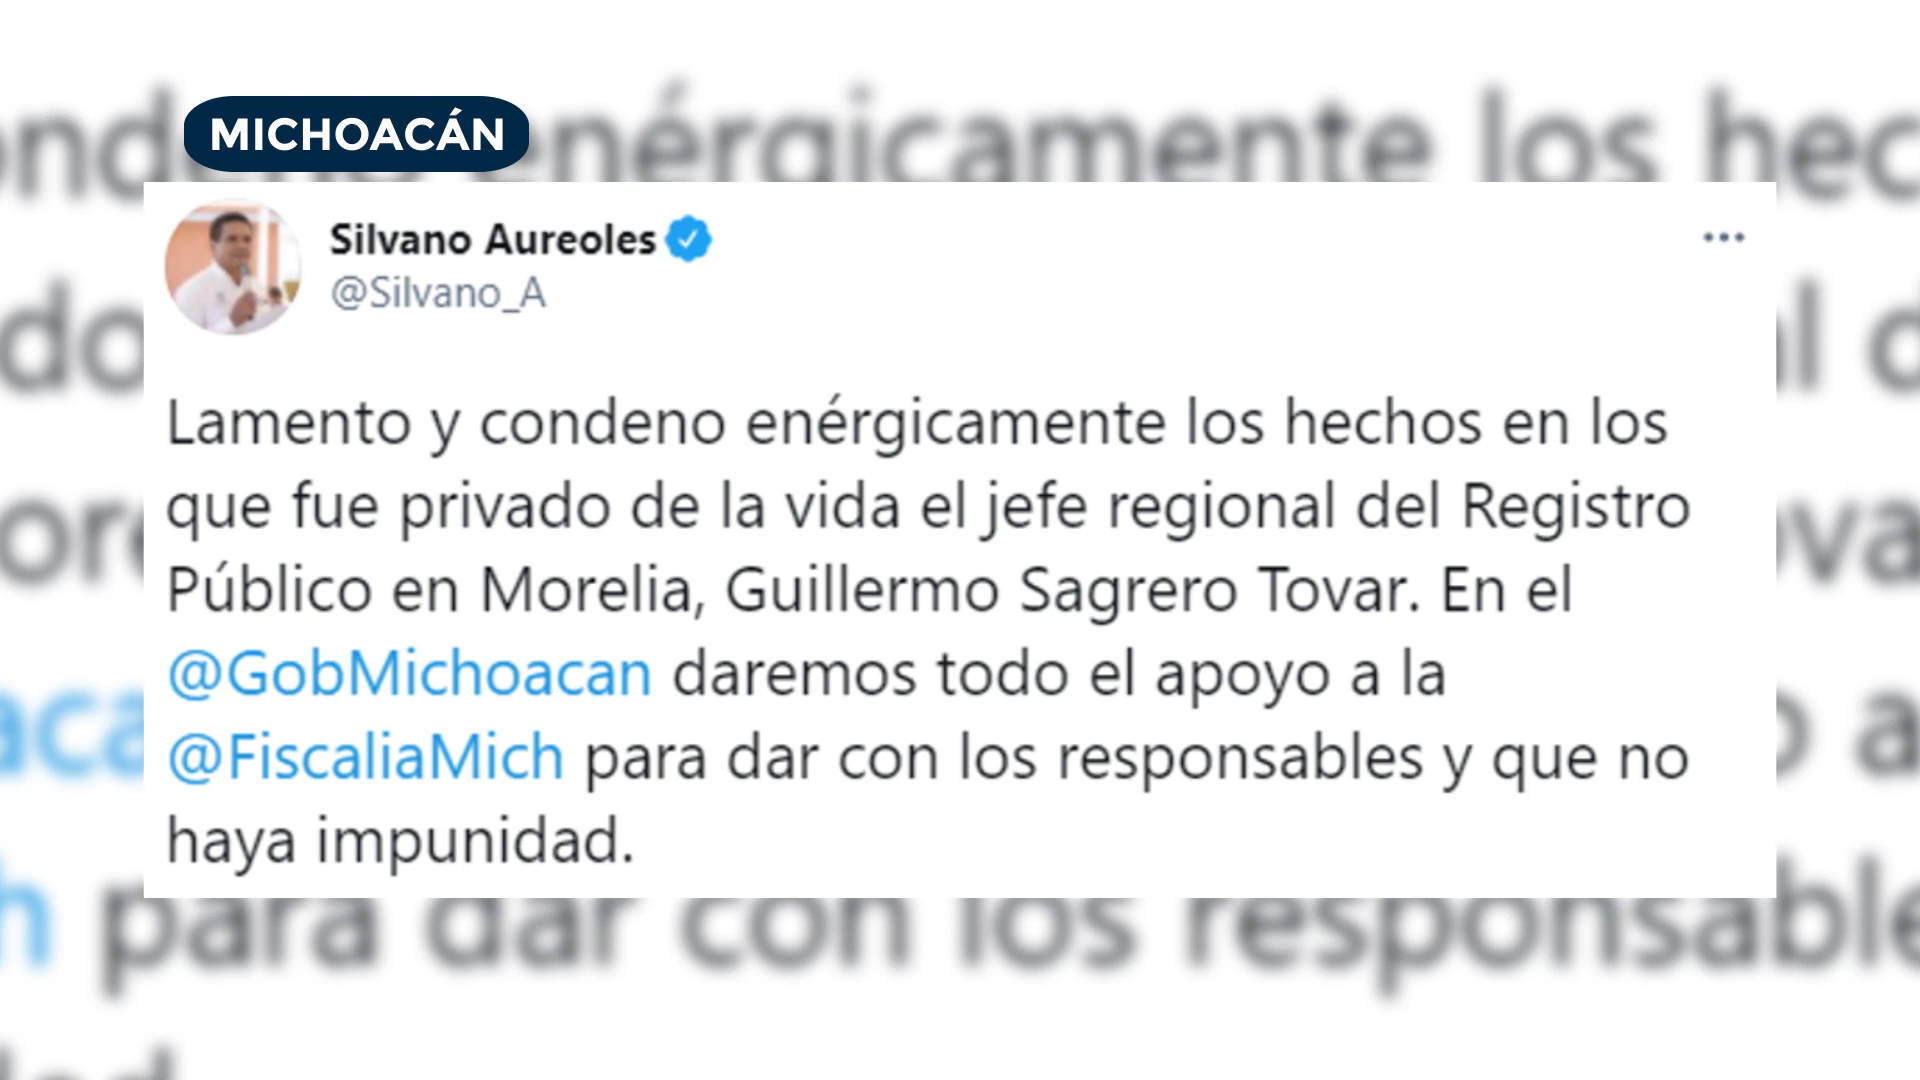 MICHOACÁN
Silvano Aureoles
@Silvano_A
Lamento y condeno enérgicamente los hechos en los
que fue privado de la vida el jefe regional del Registro
Público en Morelia, Guillermo Sagrero Tovar. En el
@GobMichoacan daremos todo el apoyo a la
@FiscaliaMich para dar con los responsables y que no
haya impunidad.